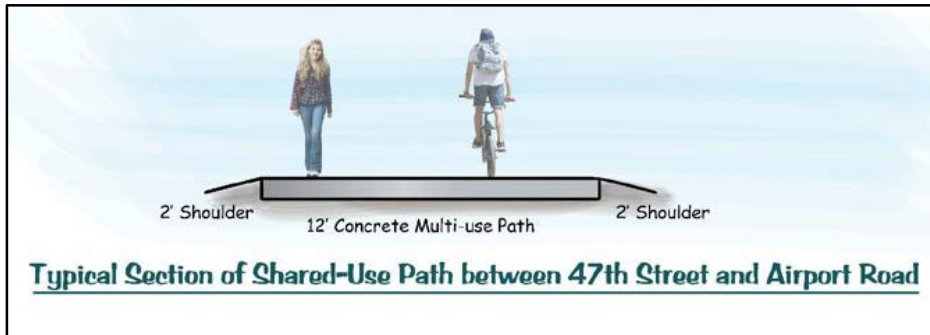 2' Shoulder
12' Concrete Multi-use Path
2' Shoulder
Typical Section of Shared-Use Path between 47th Street and Airport Road